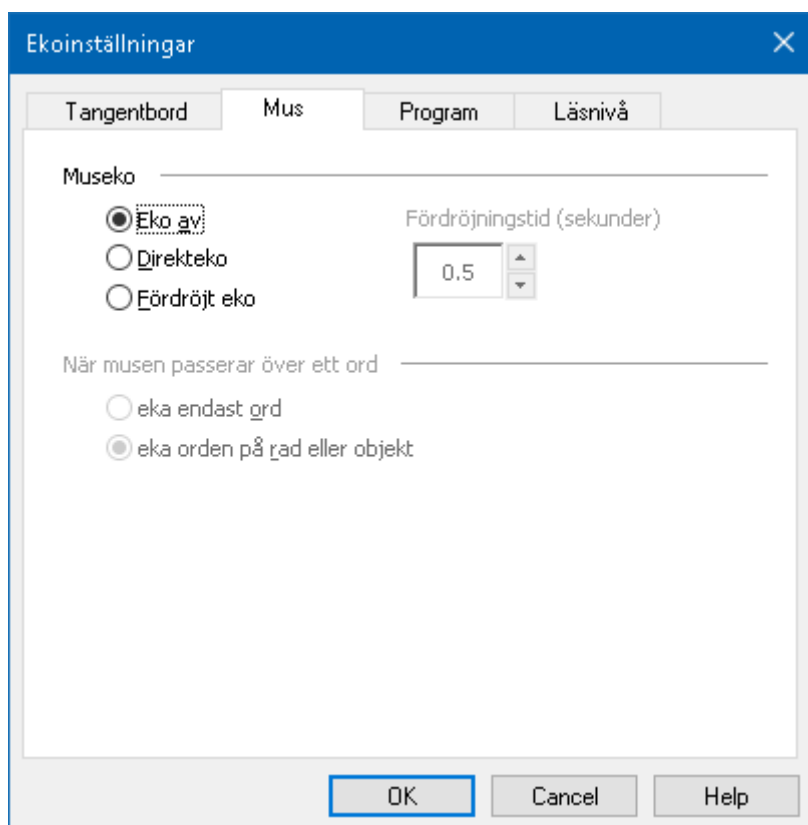 Ekoinställningar
Tangentbord Mus Program Läsnivå
Museko
Eko av Fördröjningstid (sekunder)
Direkteko 0.5
Fördröjt eko
När musen passerar över ett ord
eka endast ord
eka orden på rad eller objekt
OK Cancel Help